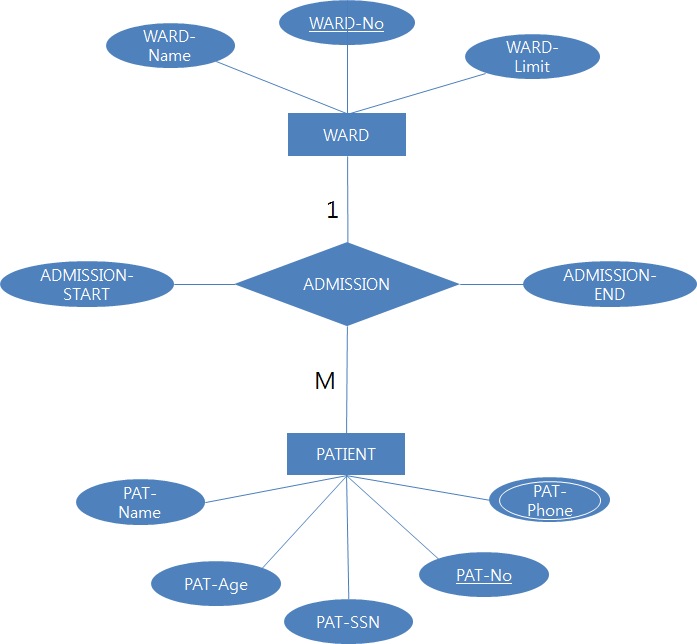 WARD-No
WARD-
Name
WARD-
Limit
WARD
1
ADMISSION-
START
ADMISSION
ADMISSION-
END
M
PATIENT
PAT-
Name
PAT-
Phone
PAT-Age
PAT-No
PAT-SSN